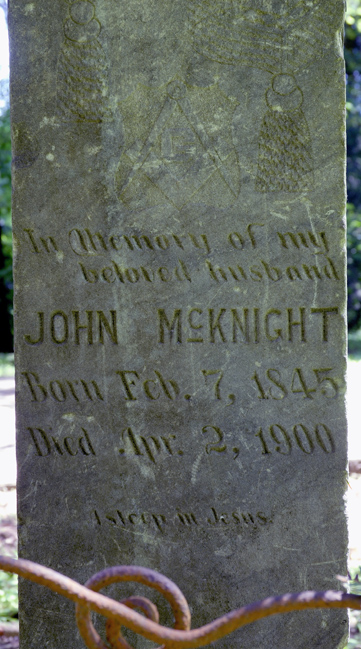 In Memory of my
beloved husband
JOHN McKNIGHT
Born Feb. 7, 1845
Died Apr. 2, 1900
Asleep in Jesus.